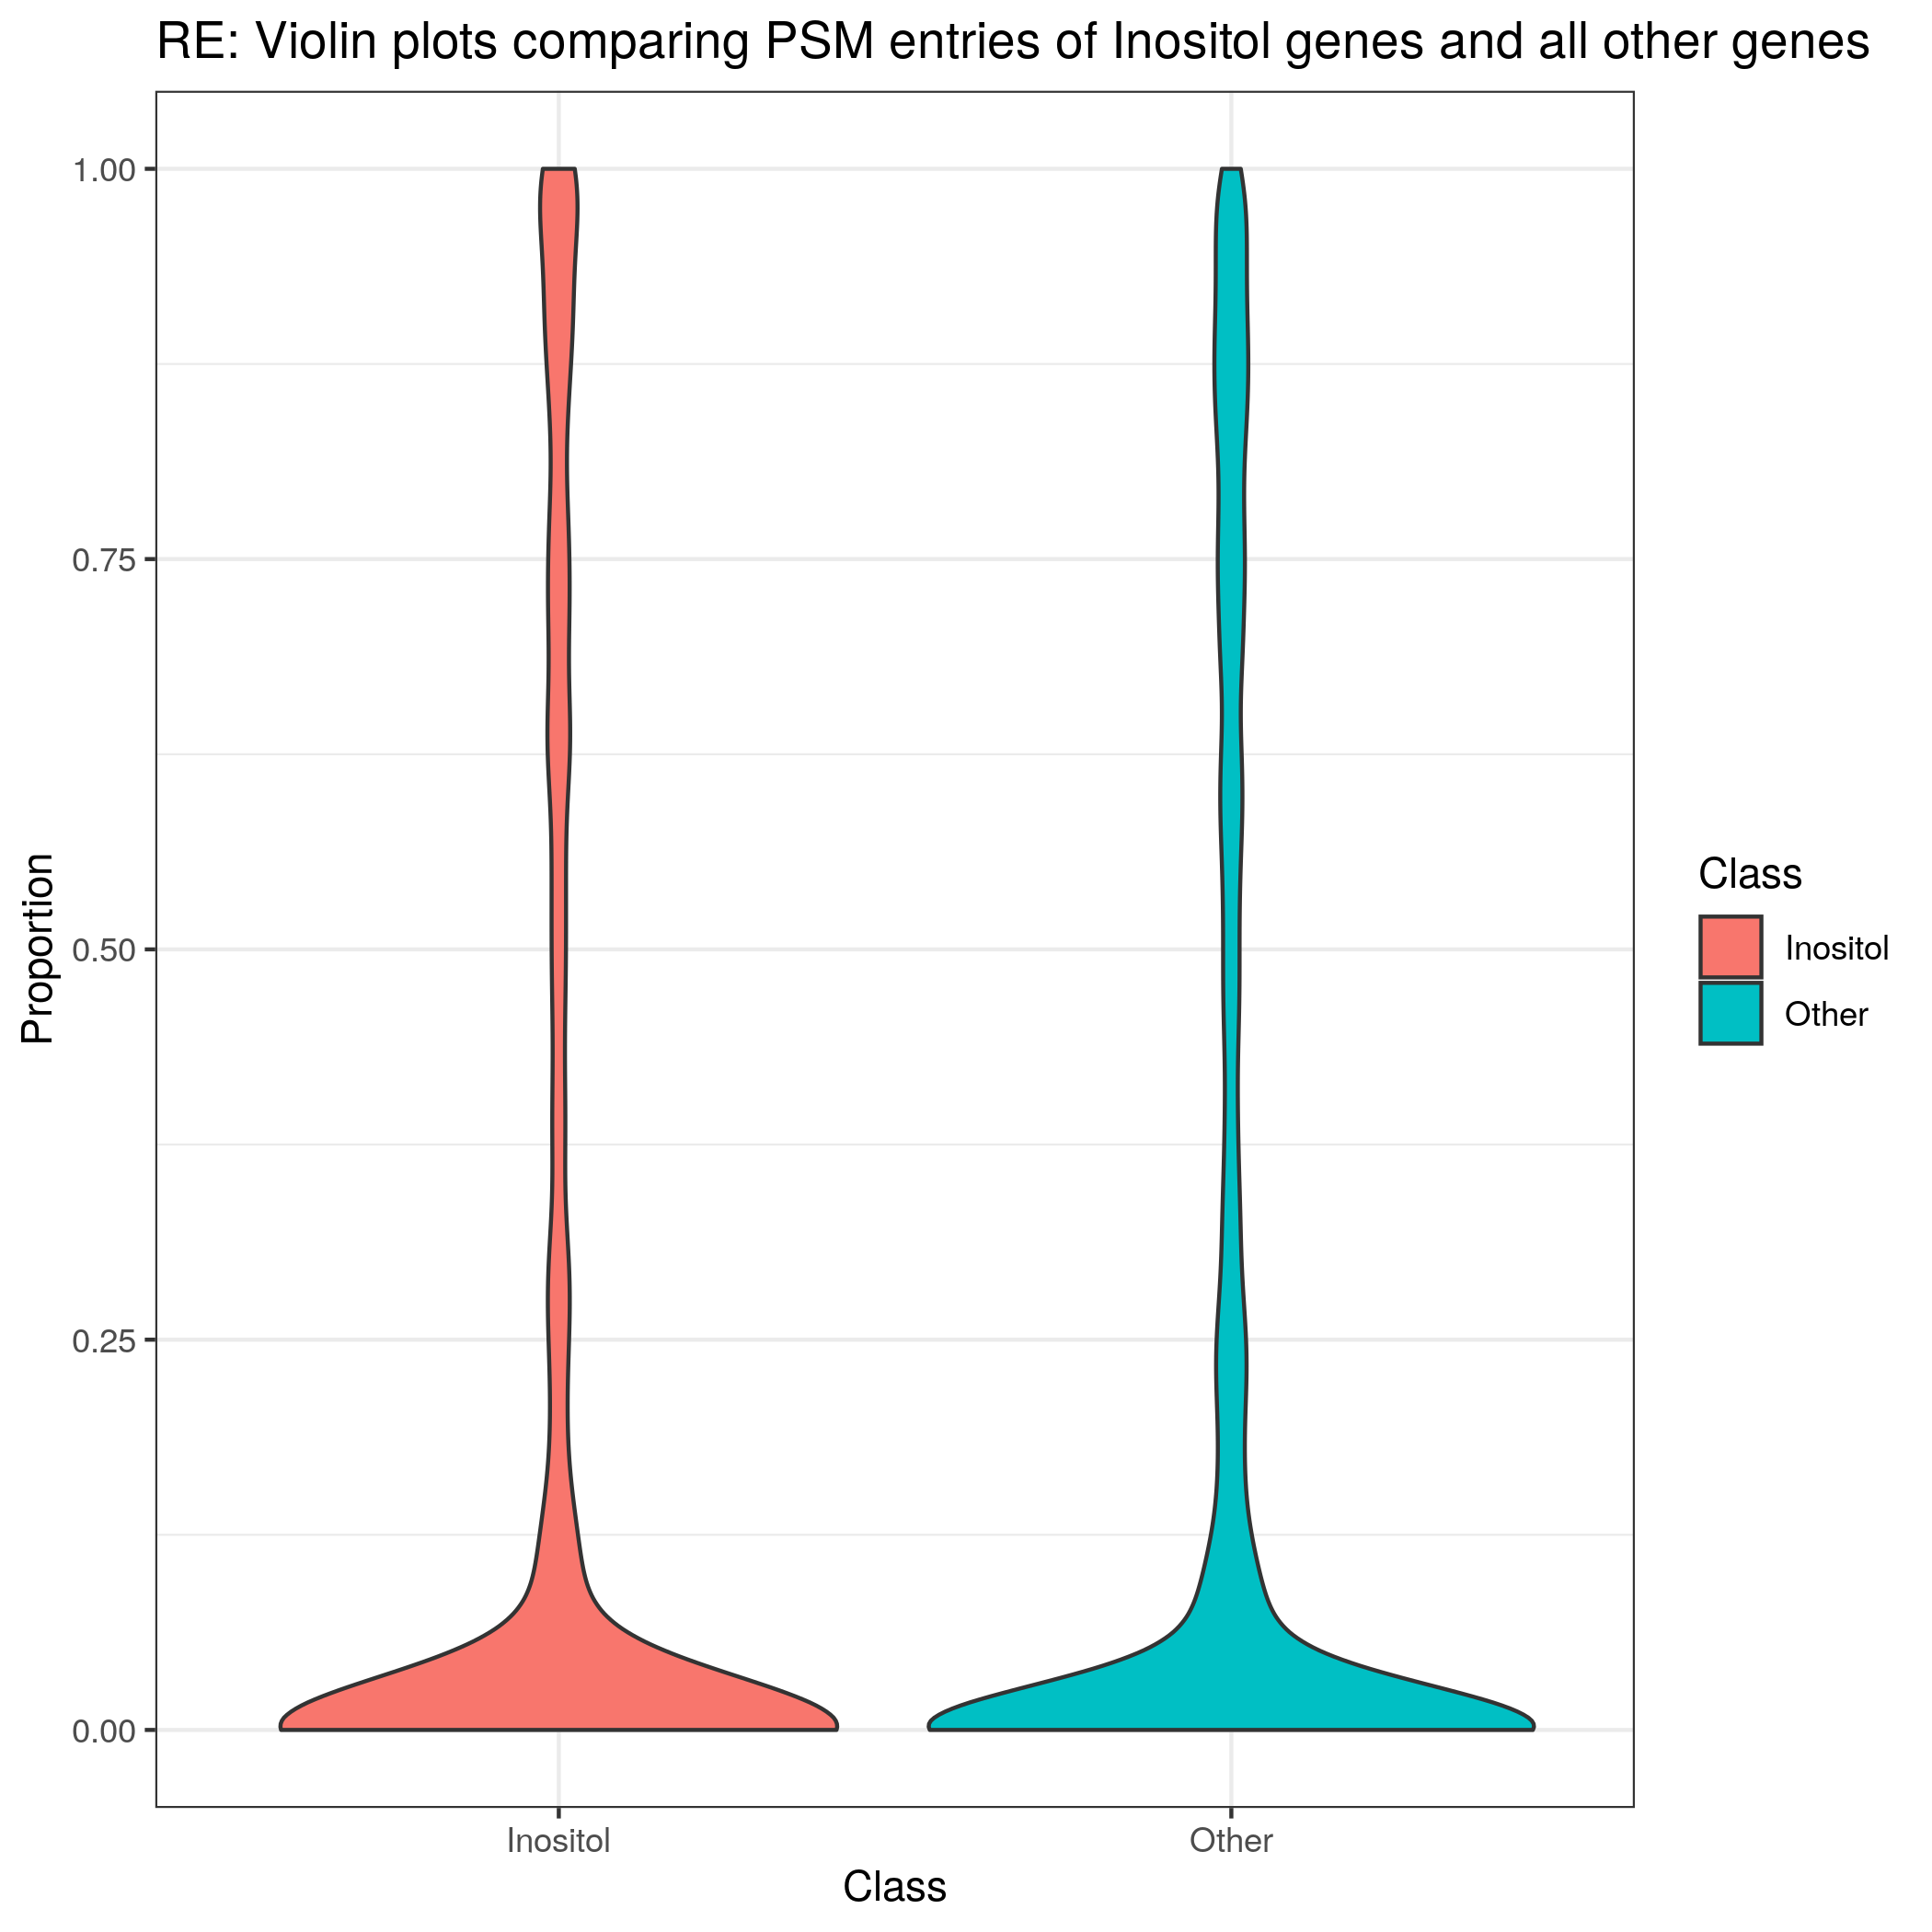 RE: Violin plots comparing PSM entries of Inositol genes and all other genes
1.00
0.75
0.50
0.25
0.00
Proportion
Inositol
Other
Class
Class
Inositol
Other